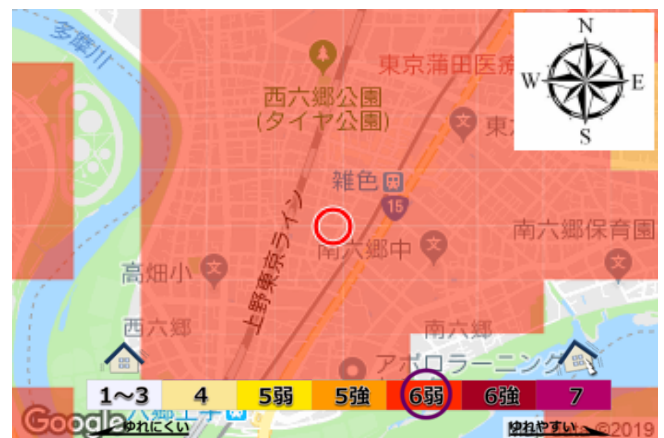 N
W
E
S
多摩川
東京蒲田医療
西六郷公園
(タイヤ公園)
雑色
15
上野東京ライン
南六郷中
南六郷保育園
高畑小
文
文
文
文
西六郷
南六郷
アポロラーニング
1~3 4 5弱 5強 6弱 6強 7
Google
ゆれにくい
ゆれやすい
©2019